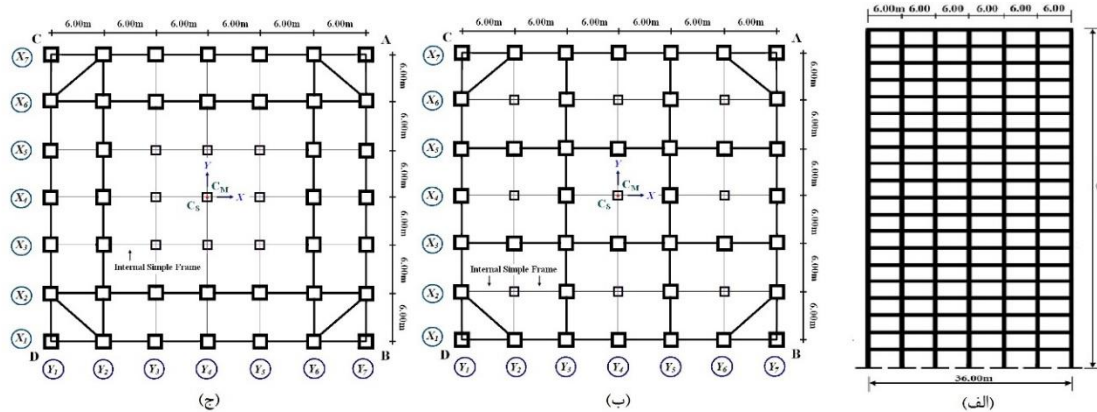 6.00m 6.00m 6.00m 6.00m 6.00m 6.00m
C A
X7
X6
X5
X4
X3
X2
X1
6.00m 6.00m 6.00m 6.00m 6.00m 6.00m
Y
CM
CS X
Internal Simple Frame
D B
Y1 Y2 Y3 Y4 Y5 Y6 Y7
(ج)
6.00m 6.00m 6.00m 6.00m 6.00m 6.00m
C A
X7
X6
X5
X4
X3
X2
X1
6.00m 6.00m 6.00m 6.00m 6.00m 6.00m
Y
CM
CS X
Internal Simple Frame
D B
Y1 Y2 Y3 Y4 Y5 Y6 Y7
(ب)
6.00m 6.00 6.00 6.00 6.00 6.00
36.00m
(الف)